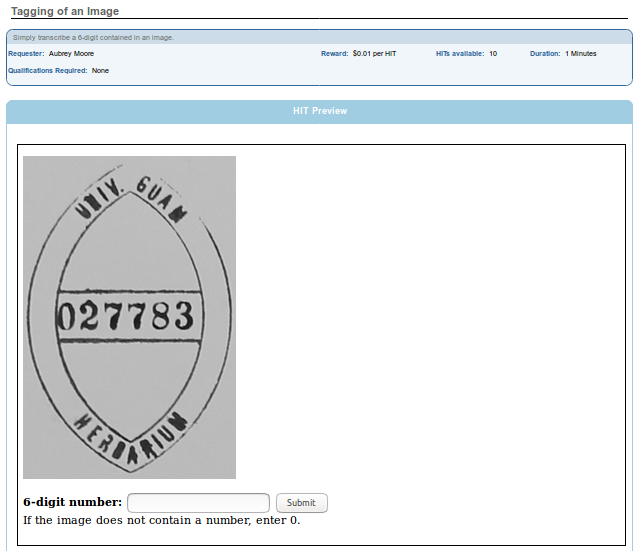 Tagging of an Image
Simply transcribe a 6-digit contained in an image.
Requester: Aubrey Moore Reward: $0.01 per HIT HITs available: 10 Duration: 1 Minutes
Qualifications Required: None
HIT Preview
UNIV. GUAM
027783
HERBARIUM
6-digit number: Submit
If the image does not contain a number, enter 0.